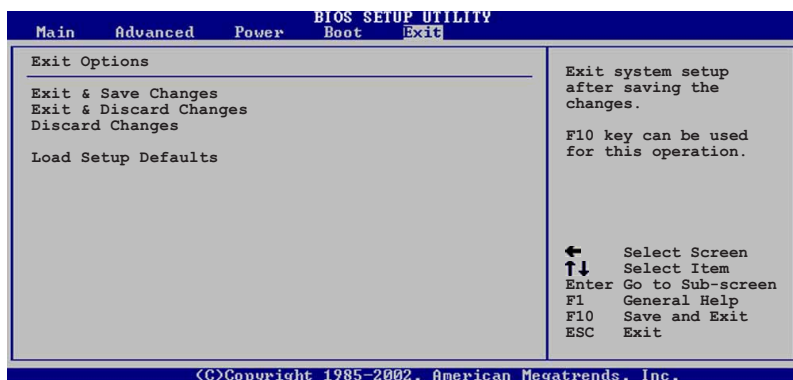 BIOS SETUP UTILITY
Main Advanced Power Boot Exit
Exit Options
Exit & Save Changes
Exit & Discard Changes
Discard Changes
Load Setup Defaults
Exit system setup
after saving the
changes.
F10 key can be used
for this operation.
Select Screen
↑↓ Select Item
Enter Go to Sub-screen
F1 General Help
F10 Save and Exit
ESC Exit
(C)Copyright 1985-2002, American Megatrends, Inc.